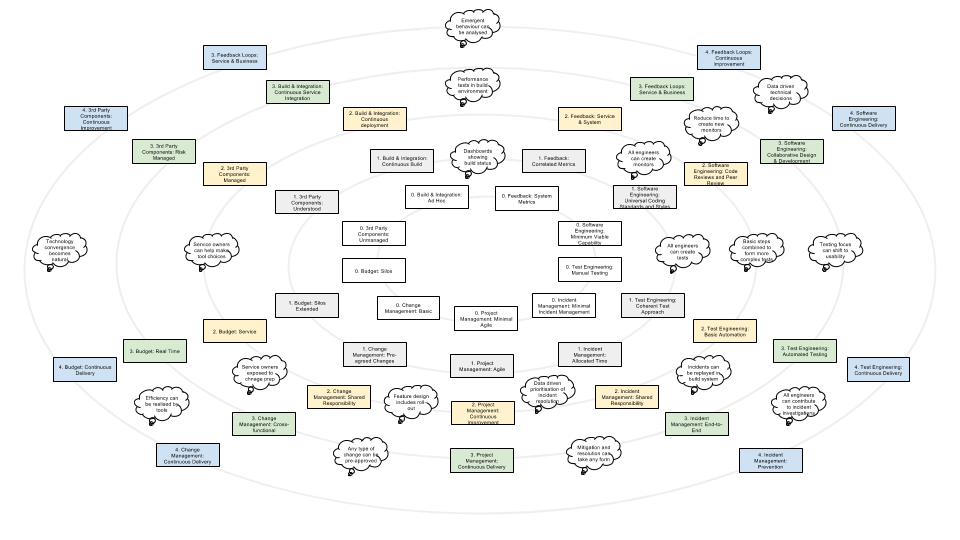 Emergent
behaviour can
be analysed
3. Feedback Loops:
Service & Business
4. Feedback Loops:
Continuous
Improvement
3. Build & Integration:
Continuous Service
Integration
Performance
tests in build
environment
3. Feedback Loops:
Service & Business
Data driven
technical
decisions
4. 3rd Party
Components:
Continuous
Improvement
2. Build & Integration:
Continuous
deployment
2. Feedback: Service
& System
Reduce time to
create new
monitors
4. Software
Engineering:
Continuous Delivery
3. 3rd Party
Components: Risk
Managed
1. Build & Integration:
Continuous Build
Dashboards
showing
build status
1. Feedback:
Correlated Metrics
All engineers
can create
monitors
3. Software
Engineering:
Collaborative Design
& Development
2. 3rd Party
Components:
Managed
2. Software
Engineering: Code
Reviews and Peer
Review
1. 3rd Party
Components:
Understood
0. Build & Integration:
Ad Hoc
0. Feedback: System
Metrics
1. Software
Engineering:
Universal Coding
Standards and Styles
0. 3rd Party
Components:
Unmanaged
0. Software
Engineering:
Minimum Viable
Capability
Technology
convergence
becomes
natural
Service owners
can help make
tool choices
All engineers
can create
tests
Basic steps
combined to
form more
complex tests
Testing focus
can shift to
usability
0. Budget: Silos
0. Test Engineering:
Manual Testing
1. Budget: Silos
Extended
0. Change
Management: Basic
0. Project
Management: Minimal
Agile
0. Incident
Management: Minimal
Incident Management
1. Test Engineering:
Coherent Test
Approach
2. Budget: Service
2. Test Engineering:
Basic Automation
3. Budget: Real Time
1. Change
Management: Pre-
agreed Changes
1. Project
Management: Agile
1. Incident
Management:
Allocated Time
3. Test Engineering:
Automated Testing
4. Budget: Continuous
Delivery
Service owners
exposed to
chnage prep
Incidents can
be replayed in
build system
4. Test Engineering:
Continuous Delivery
Efficiency can
be realised by
tools
2. Change
Management: Shared
Responsibility
Feature design
includes roll-
out
Data driven
prioritisation of
incident
resolution
2. Incident
Management: Shared
Responsibility
All engineers
can contribute
to incident
investigations
2. Project
Management:
Continuous
Improvement
3. Change
Management: Cross-
functional
3. Incident
Management: End-to-
End
4. Change
Management:
Continuous Delivery
Any type of
change can be
pre-approved
3. Project
Management:
Continuous Delivery
Mitigation and
resolution can
take any form
4. Incident
Management:
Prevention